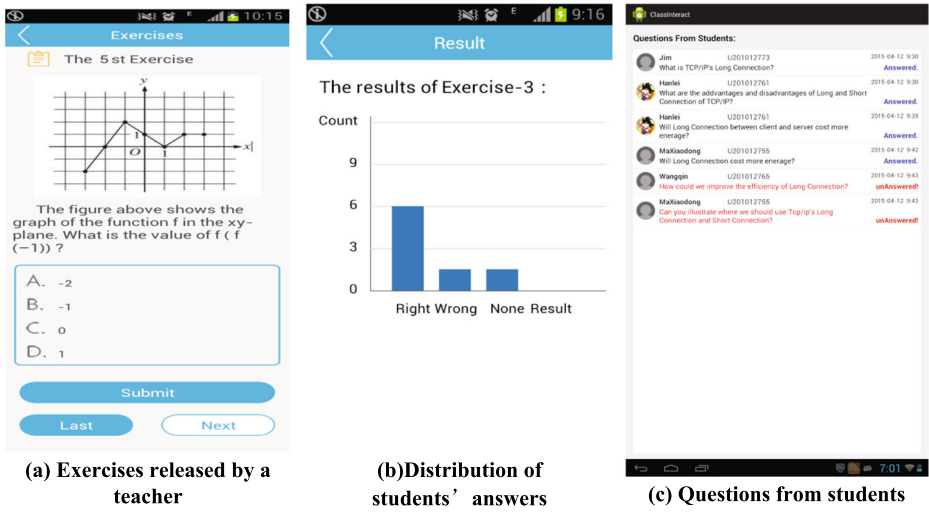 E 10:15
Exercises
The 5 st Exercise
y
1
O 1 x
The figure above shows the
graph of the function f in the xy-
plane. What is the value of f ( f
(−1)) ?
A. -2
B. -1
C. 0
D. 1
Submit
Last Next
(a) Exercises released by a
teacher
E 9:16
Result
The results of Exercise-3 :
Count
9
6
3
0
Right Wrong None Result
(b)Distribution of
students’ answers
ClassInteract
Questions From Students:
Jim U201012773 2015-04-12 9:30
What is TCP/IP's Long Connection? Answered.
Hanlei U201012761 2015-04-12 9:30
What are the addvantages and disadvantages of Long and Short
Connection of TCP/IP? Answered.
Hanlei U201012761 2015-04-12 9:35
Will Long Connection between client and server cost more
enerage? Answered.
MaXiaodong U201012755 2015-04-12 9:42
Will Long Connection cost more enerage? Answered.
Wangqin U201012765 2015-04-12 9:43
How could we improve the efficiency of Long Connection? unAnswered!
MaXiaodong U201012755 2015-04-12 9:43
Can you illustrate where we should use Tcp/ip's Long
Connection and Short Connection? unAnswered!
7:01
(c) Questions from students